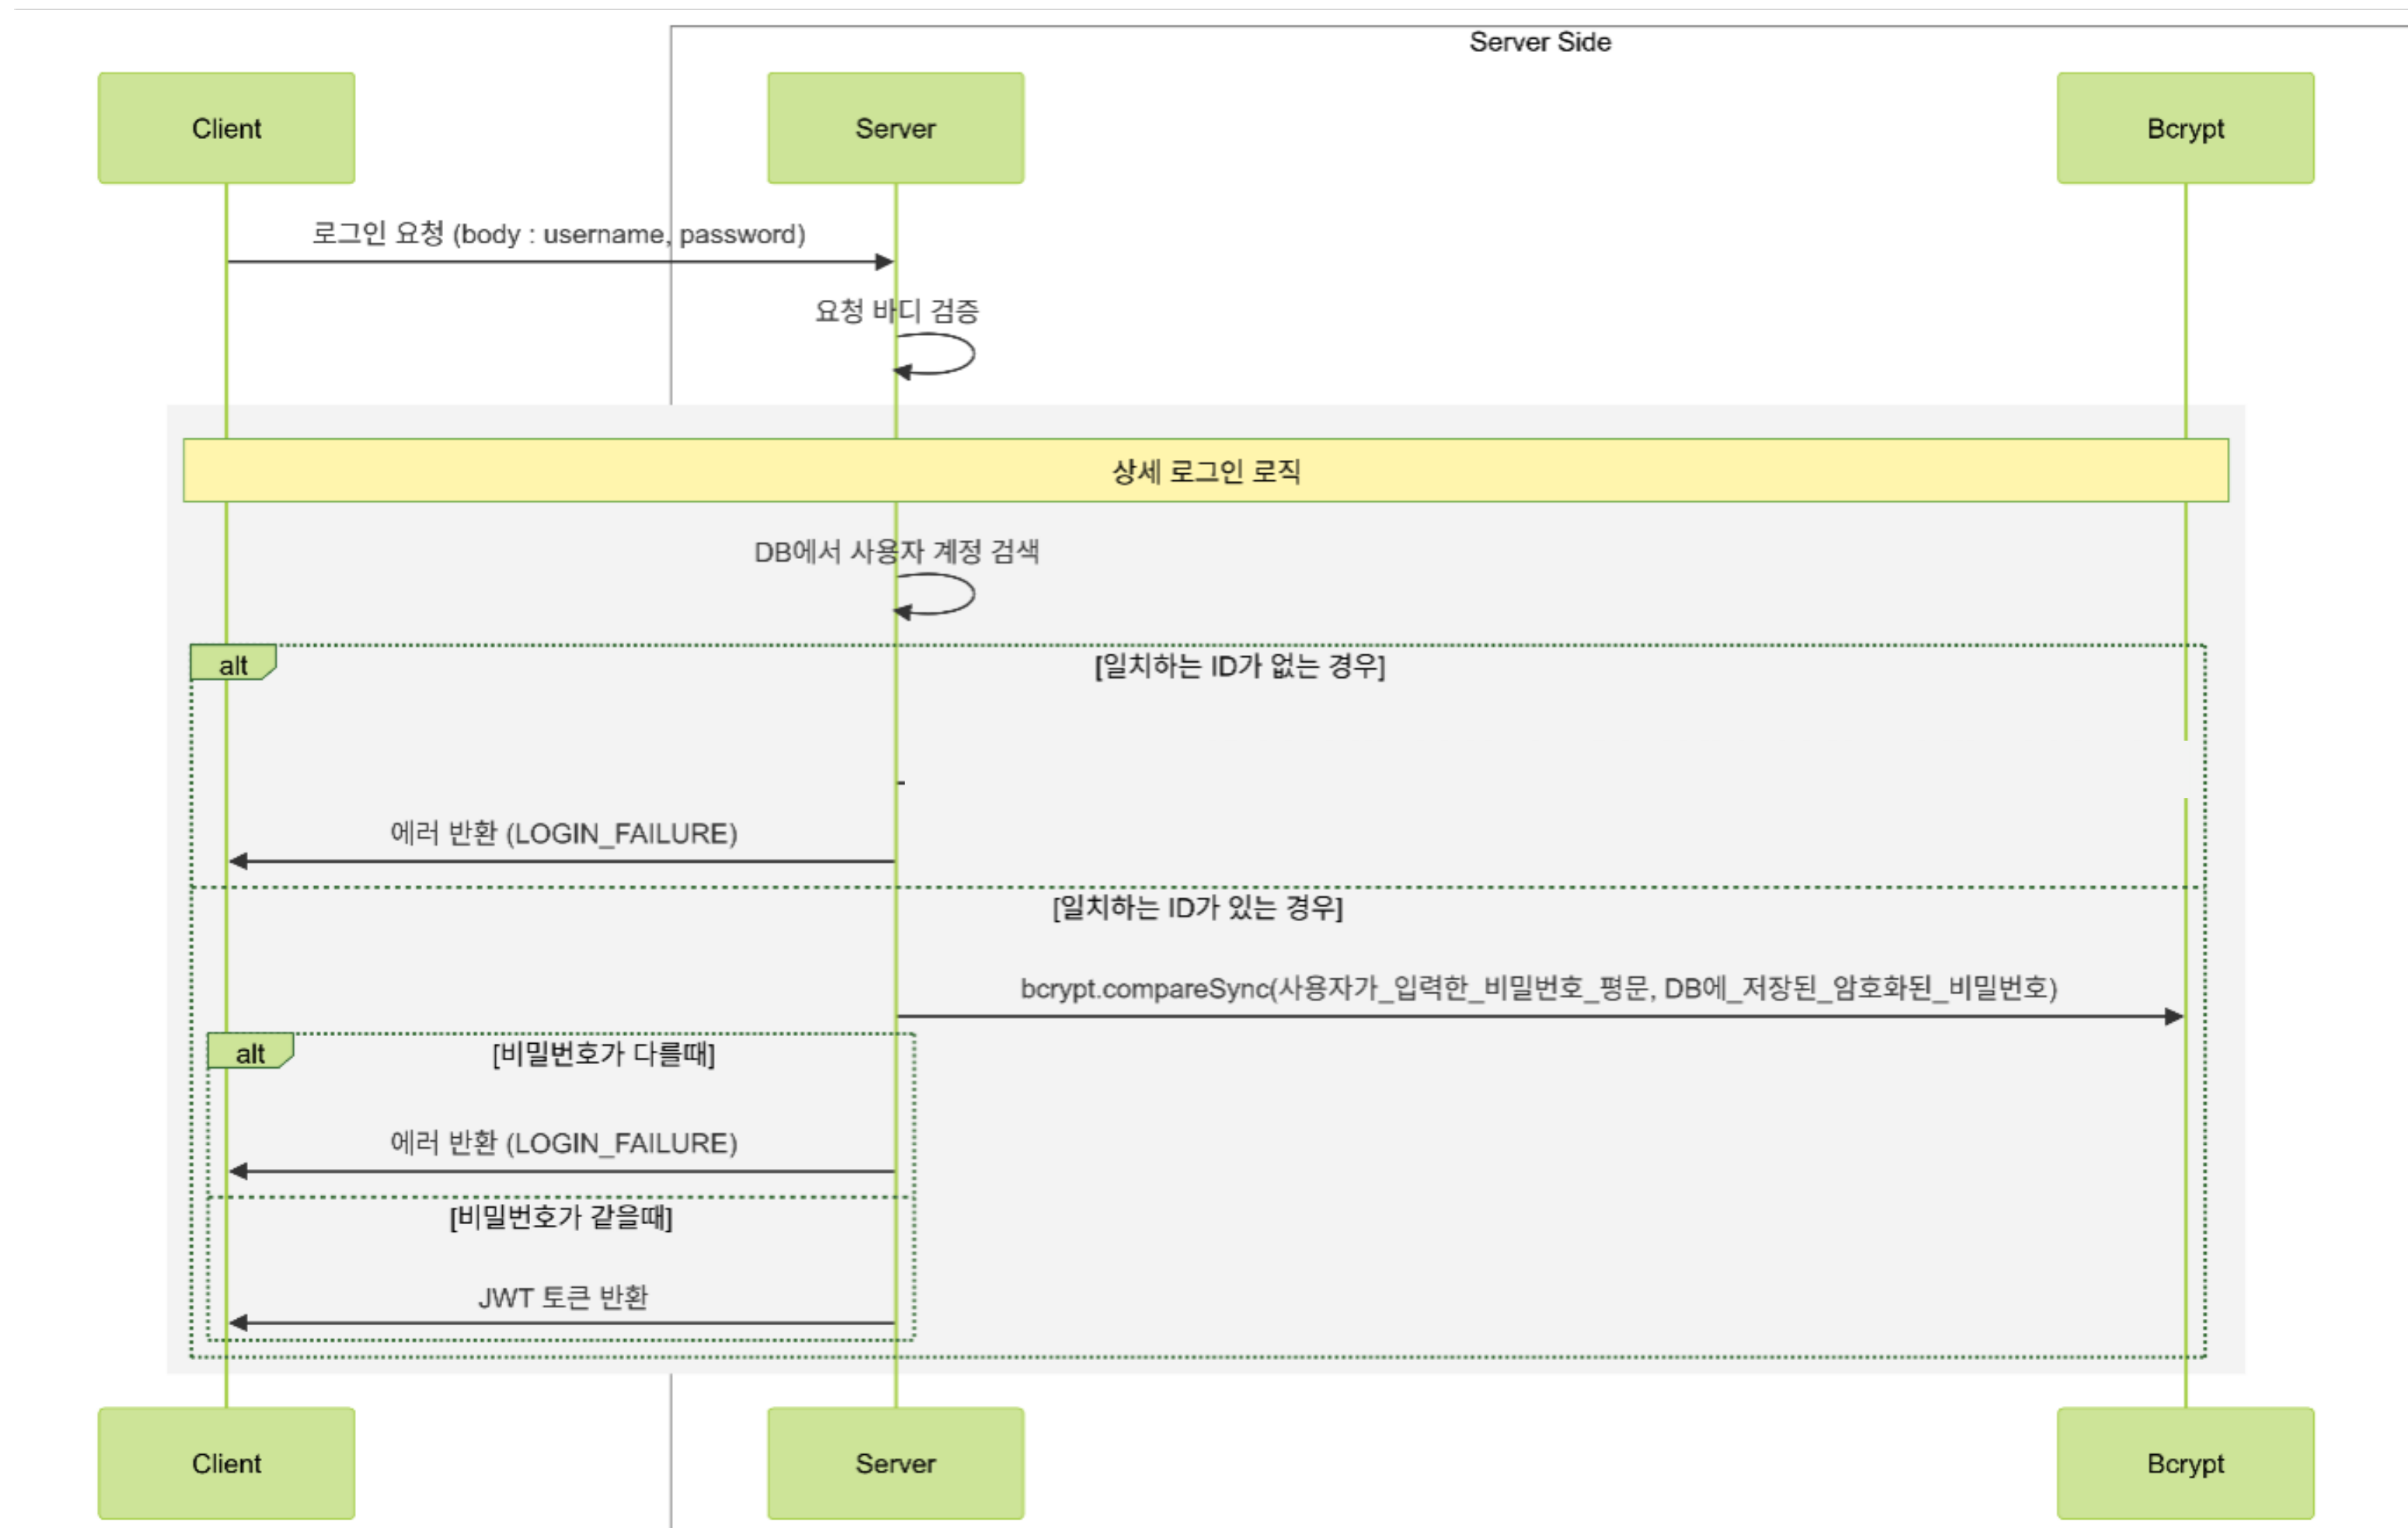 Server Side
Client
Server
Bcrypt
로그인 요청 (body : username, password)
요청 바디 검증
상세 로그인 로직
DB에서 사용자 계정 검색
alt
[일치하는 ID가 없는 경우]
에러 반환 (LOGIN_FAILURE)
[일치하는 ID가 있는 경우]
bcrypt.compareSync(사용자가_입력한_비밀번호_평문, DB에_저장된_암호화된_비밀번호)
alt
[비밀번호가 다를때]
에러 반환 (LOGIN_FAILURE)
[비밀번호가 같을때]
JWT 토큰 반환
Client
Server
Bcrypt